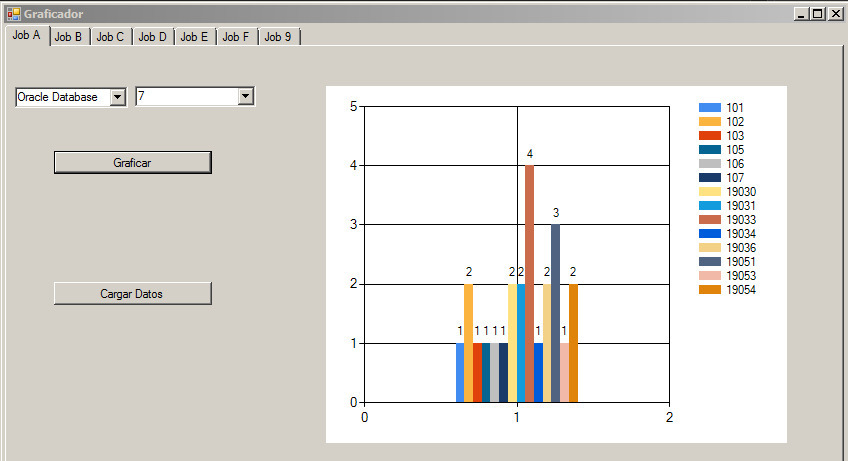 Graficador
Job A Job B Job C Job D Job E Job F Job 9
Oracle Database 7
Graficar
Cargar Datos
5
4
3
2
1
0
0 1 2
1 2 1 1 1 1 2 2 4 1 2 3 1 2
101
102
103
105
106
107
19030
19031
19033
19034
19036
19051
19053
19054